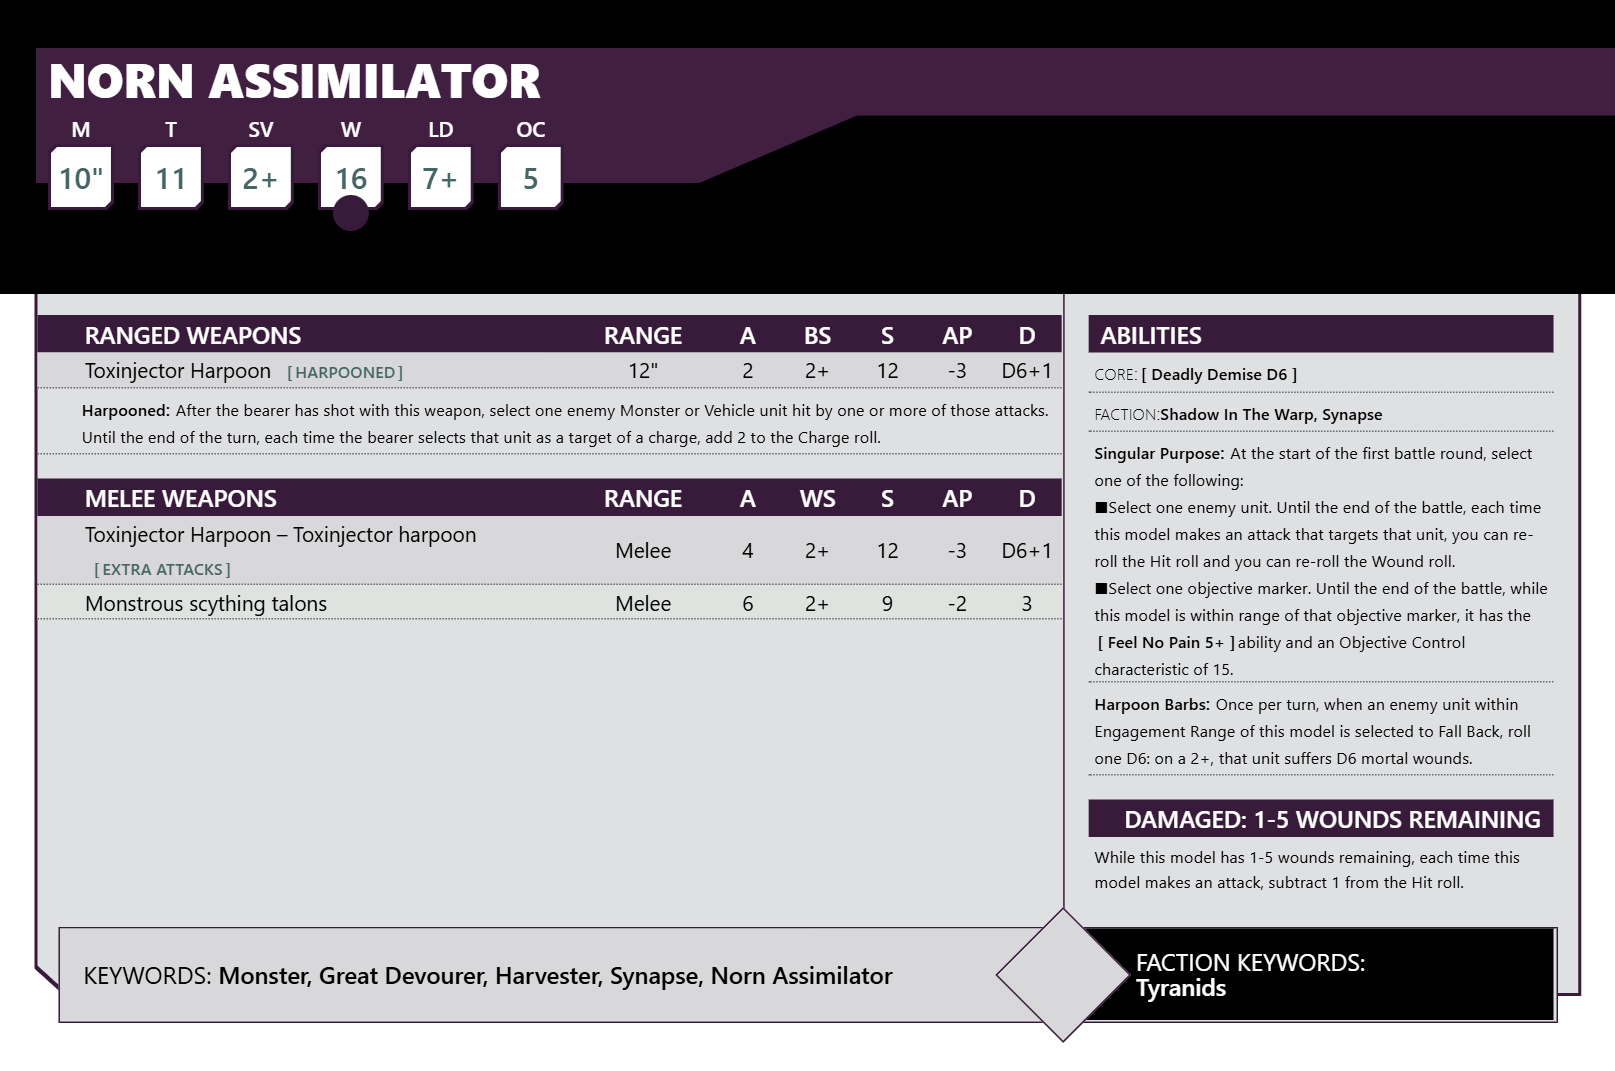 NORN ASSIMILATOR
M T SV W LD OC
10" 11 2+ 16 7+ 5
RANGED WEAPONS RANGE A BS S AP D
Toxinjector Harpoon [HARPOONED] 12" 2 2+ 12 -3 D6+1
Harpooned: After the bearer has shot with this weapon, select one enemy Monster or Vehicle unit hit by one or more of those attacks.
Until the end of the turn, each time the bearer selects that unit as a target of a charge, add 2 to the Charge roll.
MELEE WEAPONS RANGE A WS S AP D
Toxinjector Harpoon – Toxinjector harpoon
[EXTRA ATTACKS] Melee 4 2+ 12 -3 D6+1
Monstrous scything talons Melee 6 2+ 9 -2 3
ABILITIES
CORE: [ Deadly Demise D6 ]
FACTION:Shadow In The Warp, Synapse
Singular Purpose: At the start of the first battle round, select
one of the following:
■Select one enemy unit. Until the end of the battle, each time
this model makes an attack that targets that unit, you can re-
roll the Hit roll and you can re-roll the Wound roll.
■Select one objective marker. Until the end of the battle, while
this model is within range of that objective marker, it has the
[ Feel No Pain 5+ ] ability and an Objective Control
characteristic of 15.
Harpoon Barbs: Once per turn, when an enemy unit within
Engagement Range of this model is selected to Fall Back, roll
one D6: on a 2+, that unit suffers D6 mortal wounds.
DAMAGED: 1-5 WOUNDS REMAINING
While this model has 1-5 wounds remaining, each time this
model makes an attack, subtract 1 from the Hit roll.
KEYWORDS: Monster, Great Devourer, Harvester, Synapse, Norn Assimilator
FACTION KEYWORDS:
Tyranids